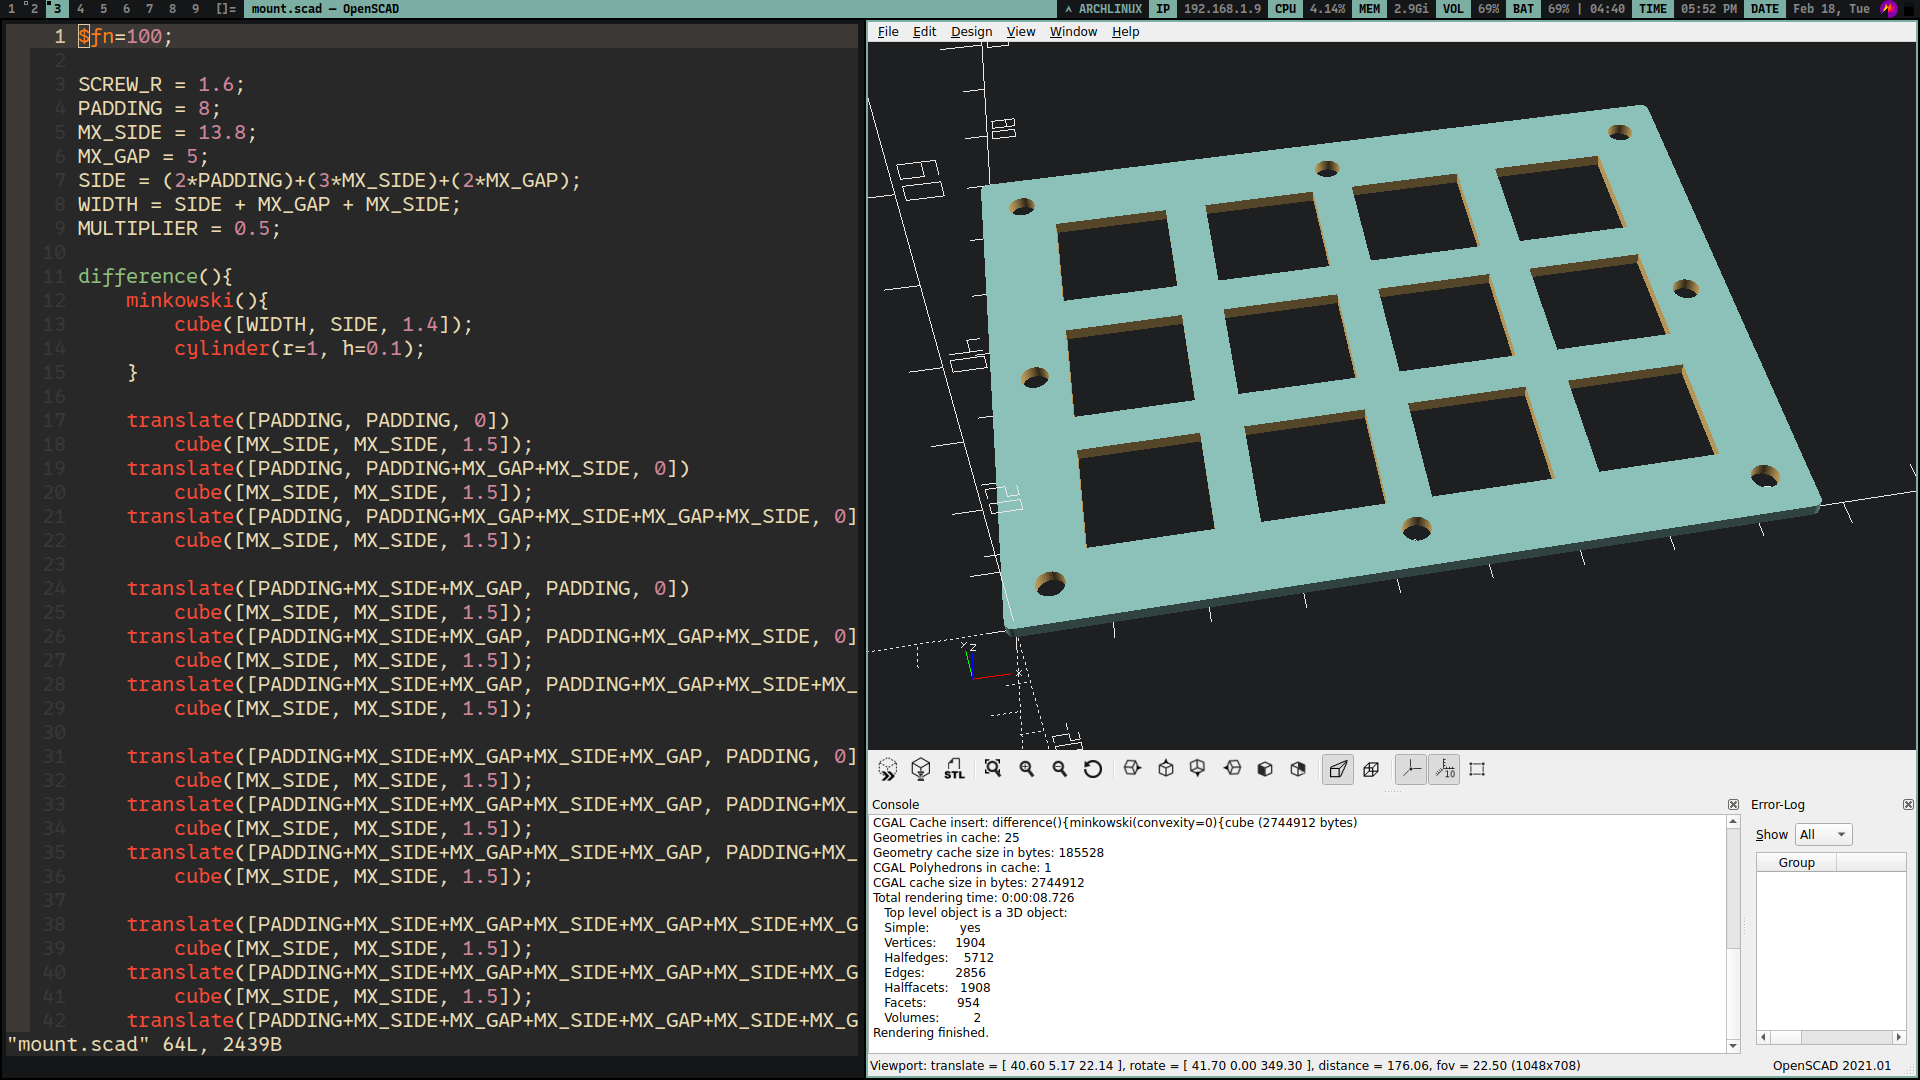 1 2 3 4 5 6 7 8 9 []= mount.scad — OpenSCAD ARCHLINUX IP 192.168.1.9 CPU 4.14% MEM 2.9Gi VOL 69% BAT 69% | 04:40 TIME 05:52 PM DATE Feb 18, Tue
1 $fn=100;
2
3 SCREW_R = 1.6;
4 PADDING = 8;
5 MX_SIDE = 13.8;
6 MX_GAP = 5;
7 SIDE = (2*PADDING)+(3*MX_SIDE)+(2*MX_GAP);
8 WIDTH = SIDE + MX_GAP + MX_SIDE;
9 MULTIPLIER = 0.5;
10
11 difference(){
12 minkowski(){
13 cube([WIDTH, SIDE, 1.4]);
14 cylinder(r=1, h=0.1);
15 }
16
17 translate([PADDING, PADDING, 0])
18 cube([MX_SIDE, MX_SIDE, 1.5]);
19 translate([PADDING, PADDING+MX_GAP+MX_SIDE, 0])
20 cube([MX_SIDE, MX_SIDE, 1.5]);
21 translate([PADDING, PADDING+MX_GAP+MX_SIDE+MX_GAP+MX_SIDE, 0]
22 cube([MX_SIDE, MX_SIDE, 1.5]);
23
24 translate([PADDING+MX_SIDE+MX_GAP, PADDING, 0])
25 cube([MX_SIDE, MX_SIDE, 1.5]);
26 translate([PADDING+MX_SIDE+MX_GAP, PADDING+MX_GAP+MX_SIDE, 0]
27 cube([MX_SIDE, MX_SIDE, 1.5]);
28 translate([PADDING+MX_SIDE+MX_GAP, PADDING+MX_GAP+MX_SIDE+MX_
29 cube([MX_SIDE, MX_SIDE, 1.5]);
30
31 translate([PADDING+MX_SIDE+MX_GAP+MX_SIDE+MX_GAP, PADDING, 0]
32 cube([MX_SIDE, MX_SIDE, 1.5]);
33 translate([PADDING+MX_SIDE+MX_GAP+MX_SIDE+MX_GAP, PADDING+MX_
34 cube([MX_SIDE, MX_SIDE, 1.5]);
35 translate([PADDING+MX_SIDE+MX_GAP+MX_SIDE+MX_GAP, PADDING+MX_
36 cube([MX_SIDE, MX_SIDE, 1.5]);
37
38 translate([PADDING+MX_SIDE+MX_GAP+MX_SIDE+MX_GAP+MX_SIDE+MX_G
39 cube([MX_SIDE, MX_SIDE, 1.5]);
40 translate([PADDING+MX_SIDE+MX_GAP+MX_SIDE+MX_GAP+MX_SIDE+MX_G
41 cube([MX_SIDE, MX_SIDE, 1.5]);
42 translate([PADDING+MX_SIDE+MX_GAP+MX_SIDE+MX_GAP+MX_SIDE+MX_G
"mount.scad" 64L, 2439B
File Edit Design View Window Help
Y Z
X
STL
10
Console
CGAL Cache insert: difference(){minkowski(convexity=0){cube (2744912 bytes)
Geometries in cache: 25
Geometry cache size in bytes: 185528
CGAL Polyhedrons in cache: 1
CGAL cache size in bytes: 2744912
Total rendering time: 0:00:08.726
Top level object is a 3D object:
Simple: yes
Vertices: 1904
Halfedges: 5712
Edges: 2856
Halffacets: 1908
Facets: 954
Volumes: 2
Rendering finished.
Error-Log
Show All
Group
Viewport: translate = [ 40.60 5.17 22.14 ], rotate = [ 41.70 0.00 349.30 ], distance = 176.06, fov = 22.50 (1048x708)
OpenSCAD 2021.01